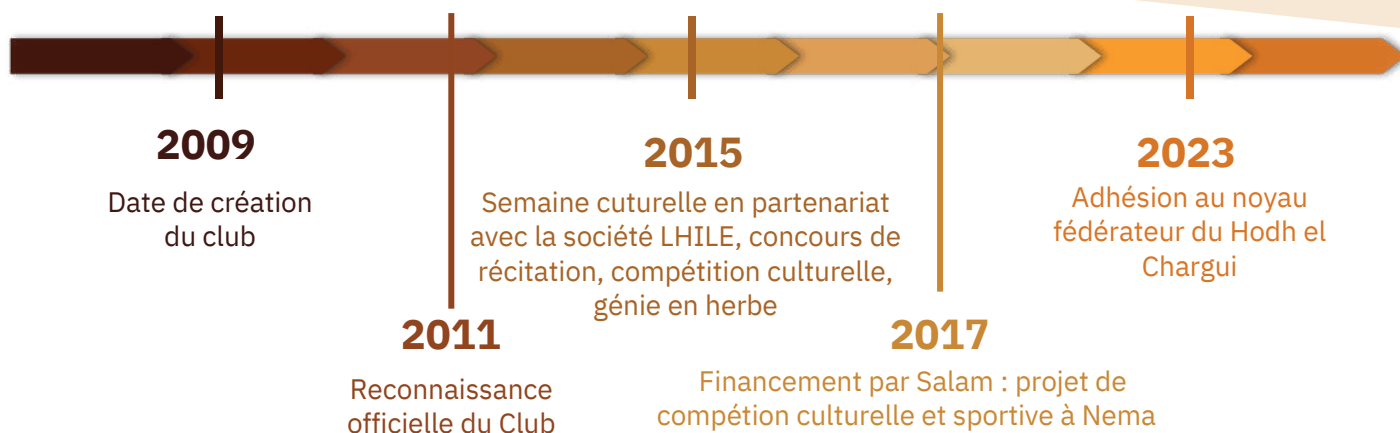 2009
Date de création
du club
2011
Reconnaissance
officielle du Club
2015
Semaine cuturelle en partenariat
avec la société LHILE, concours de
récitation, compétition culturelle,
génie en herbe
2017
Financement par Salam : projet de
compétion culturelle et sportive à Nema
2023
Adhésion au noyau
fédérateur du Hodh el
Chargui